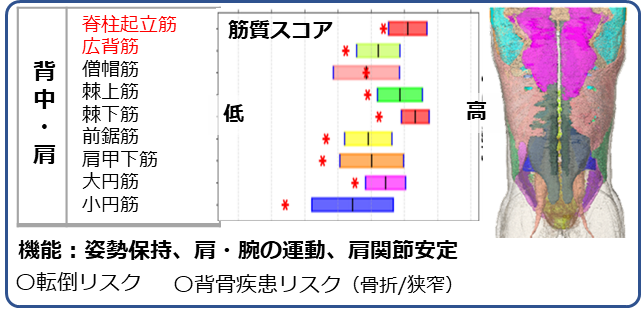 背中・肩
脊柱起立筋
広背筋
僧帽筋
棘上筋
棘下筋
前鋸筋
肩甲下筋
大円筋
小円筋
筋質スコア
低
高
機能：姿勢保持、肩・腕の運動、肩関節安定
〇転倒リスク　〇背骨疾患リスク（骨折/狭窄）